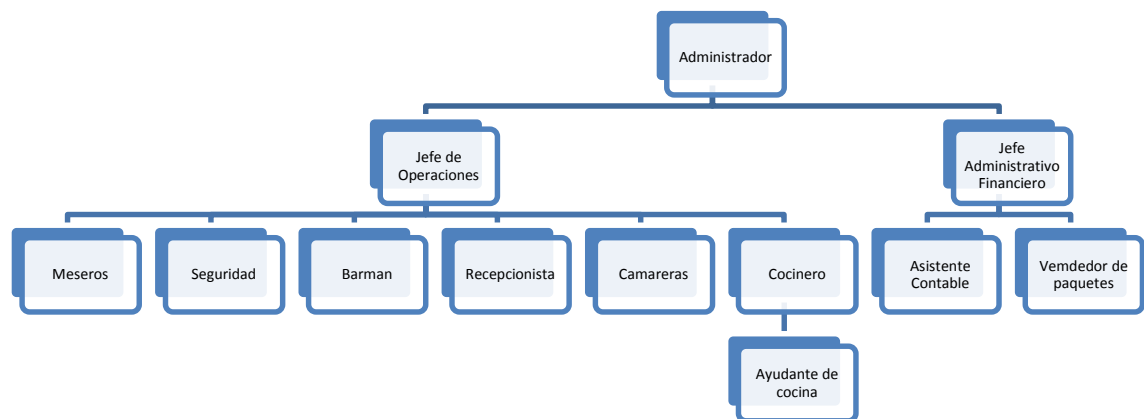 Administrador
Jefe de
Operaciones
Jefe
Administrativo
Financiero
Meseros
Seguridad
Barman
Recepcionista
Camareras
Cocinero
Asistente
Contable
Vemdedor de
paquetes
Ayudante de
cocina